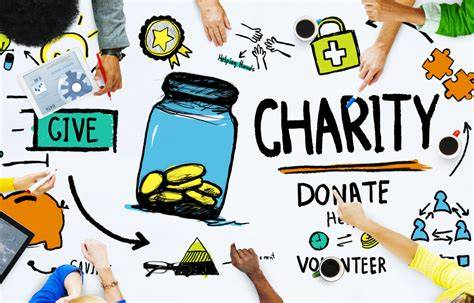 GIVE
Helping Hands
CHARITY
DONATE
VOLUNTEER